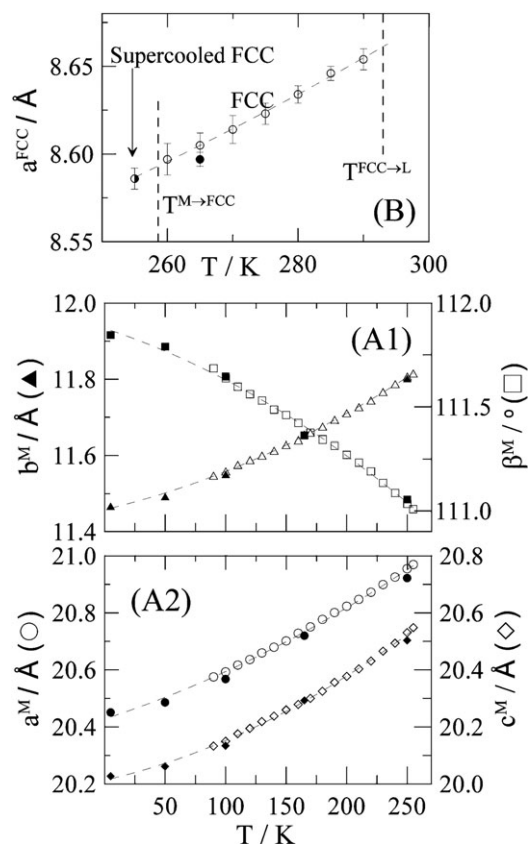 Supercooled FCC
FCC
T^{M→FCC}
T^{FCC→L}
(B)
a^{FCC} / Å
8.65
8.60
8.55
260
280
300
T / K
(A1)
b^M / Å (▲)
12.0
11.8
11.6
11.4
β^M / º (□)
112.0
111.5
111.0
(A2)
a^M / Å (○)
21.0
20.8
20.6
20.4
20.2
c^M / Å (◇)
20.8
20.6
20.4
20.2
20.0
50
100
150
200
250
T / K